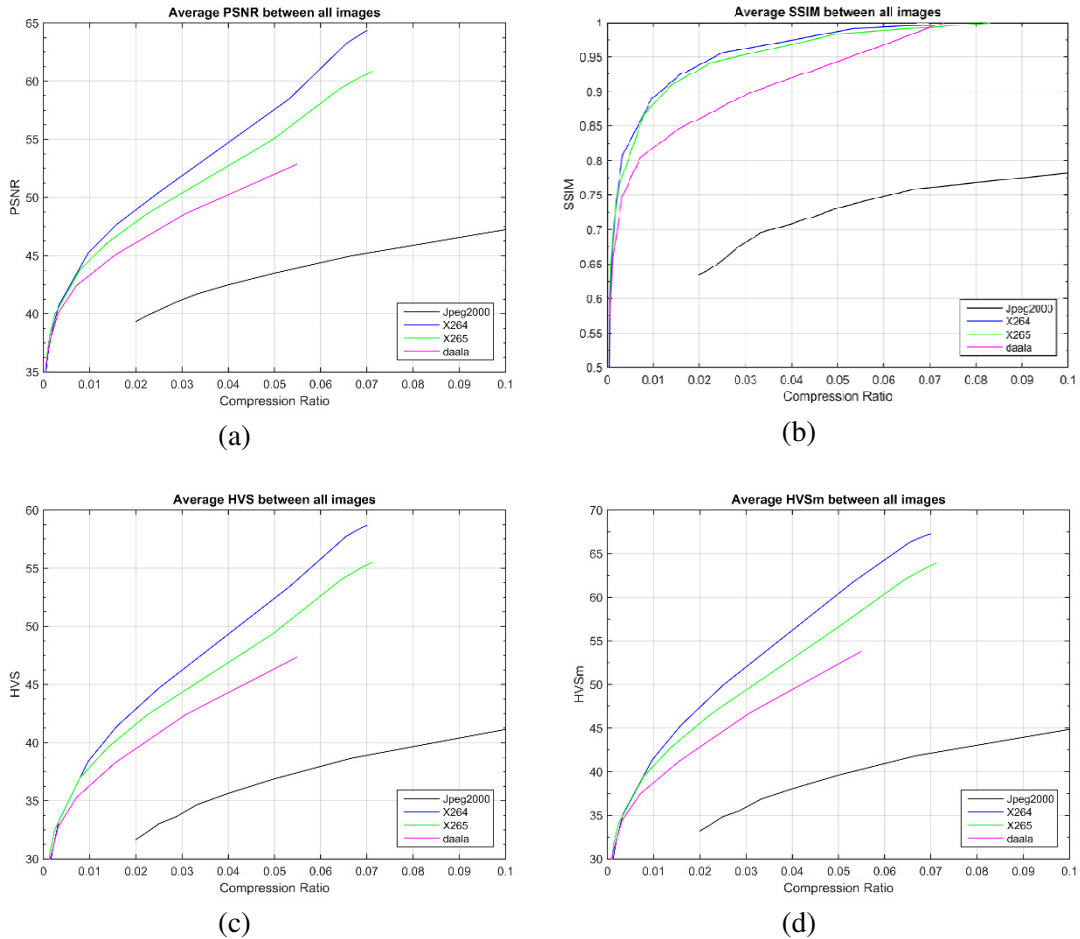 Average PSNR between all images
65
60
55
50
45
40
35
PSNR
0 0.01 0.02 0.03 0.04 0.05 0.06 0.07 0.08 0.09 0.1
Compression Ratio
Jpeg2000
X264
X265
daala
(a)
Average SSIM between all images
1
0.95
0.9
0.85
0.8
0.75
0.7
0.65
0.6
0.55
0.5
SSIM
0 0.01 0.02 0.03 0.04 0.05 0.06 0.07 0.08 0.09 0.1
Compression Ratio
Jpeg2000
X264
X265
daala
(b)
Average HVS between all images
60
55
50
45
40
35
30
HVS
0 0.01 0.02 0.03 0.04 0.05 0.06 0.07 0.08 0.09 0.1
Compression Ratio
Jpeg2000
X264
X265
daala
(c)
Average HVSm between all images
70
65
60
55
50
45
40
35
30
HVSm
0 0.01 0.02 0.03 0.04 0.05 0.06 0.07 0.08 0.09 0.1
Compression Ratio
Jpeg2000
X264
X265
daala
(d)